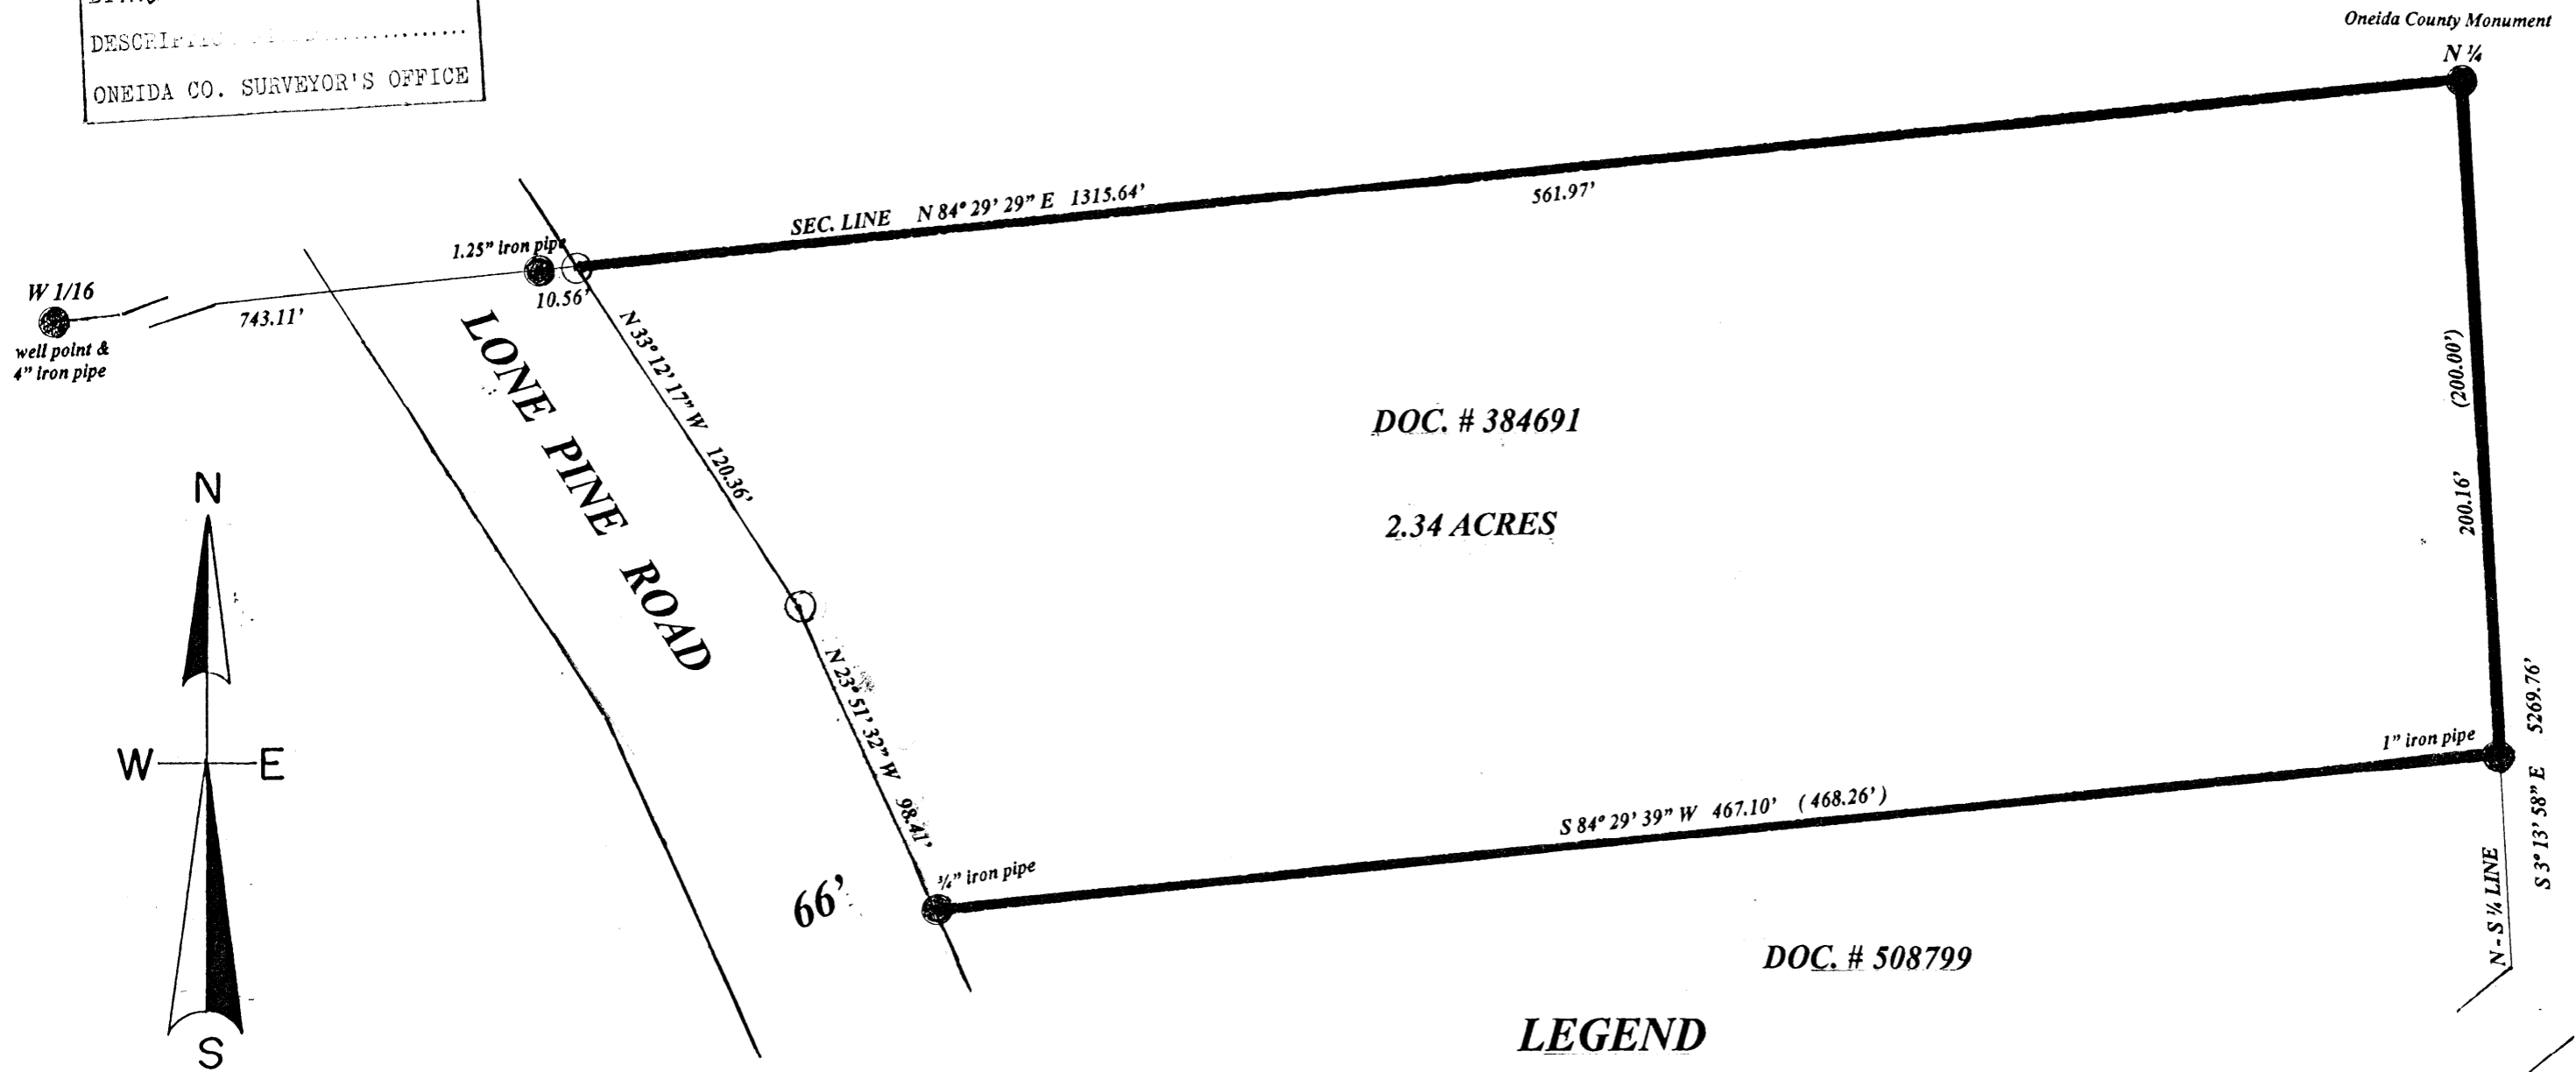 ONEIDA CO. SURVEYOR'S OFFICE
Oneida County Monument
N ¼
SEC. LINE N 84° 29' 29" E 1315.64'
561.97'
1.25" iron pipe
10.56'
W 1/16
743.11'
well point &
4" iron pipe
LONE PINE ROAD
N 33° 12' 17" W 120.36'
N 23° 51' 32" W 98.41'
DOC. # 384691
2.34 ACRES
200.16' (200.00')
N
W E
S
66'
¾" iron pipe
S 84° 29' 39" W 467.10' ( 468.26' )
1" iron pipe
S 3° 13' 58" E 5269.76'
N - S ¼ LINE
DOC. # 508799
LEGEND